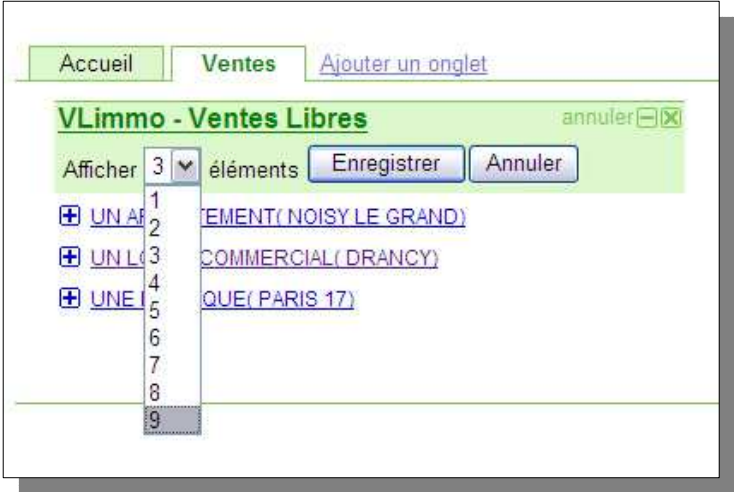 Accueil Ventes Ajouter un onglet
VLimmo - Ventes Libres annuler
Afficher 3 éléments Enregistrer Annuler
1
UN EMENT( NOISY LE GRAND)
2
UN COMMERCIAL( DRANCY)
3
4
UNE QUE( PARIS 17)
5
6
7
8
9